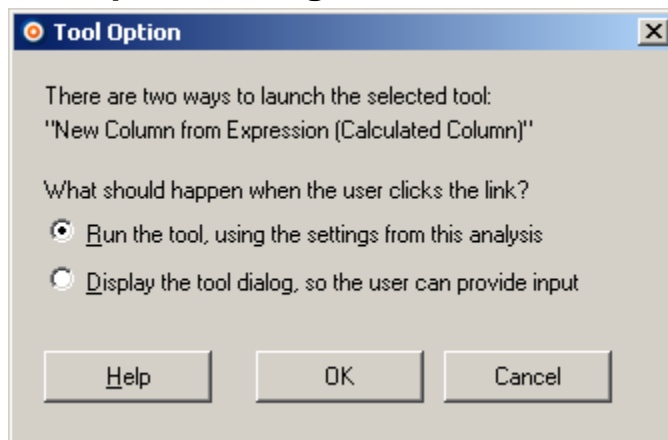 Tool Option
There are two ways to launch the selected tool:
"New Column from Expression (Calculated Column)"
What should happen when the user clicks the link?
Run the tool, using the settings from this analysis
Display the tool dialog, so the user can provide input
Help
OK
Cancel